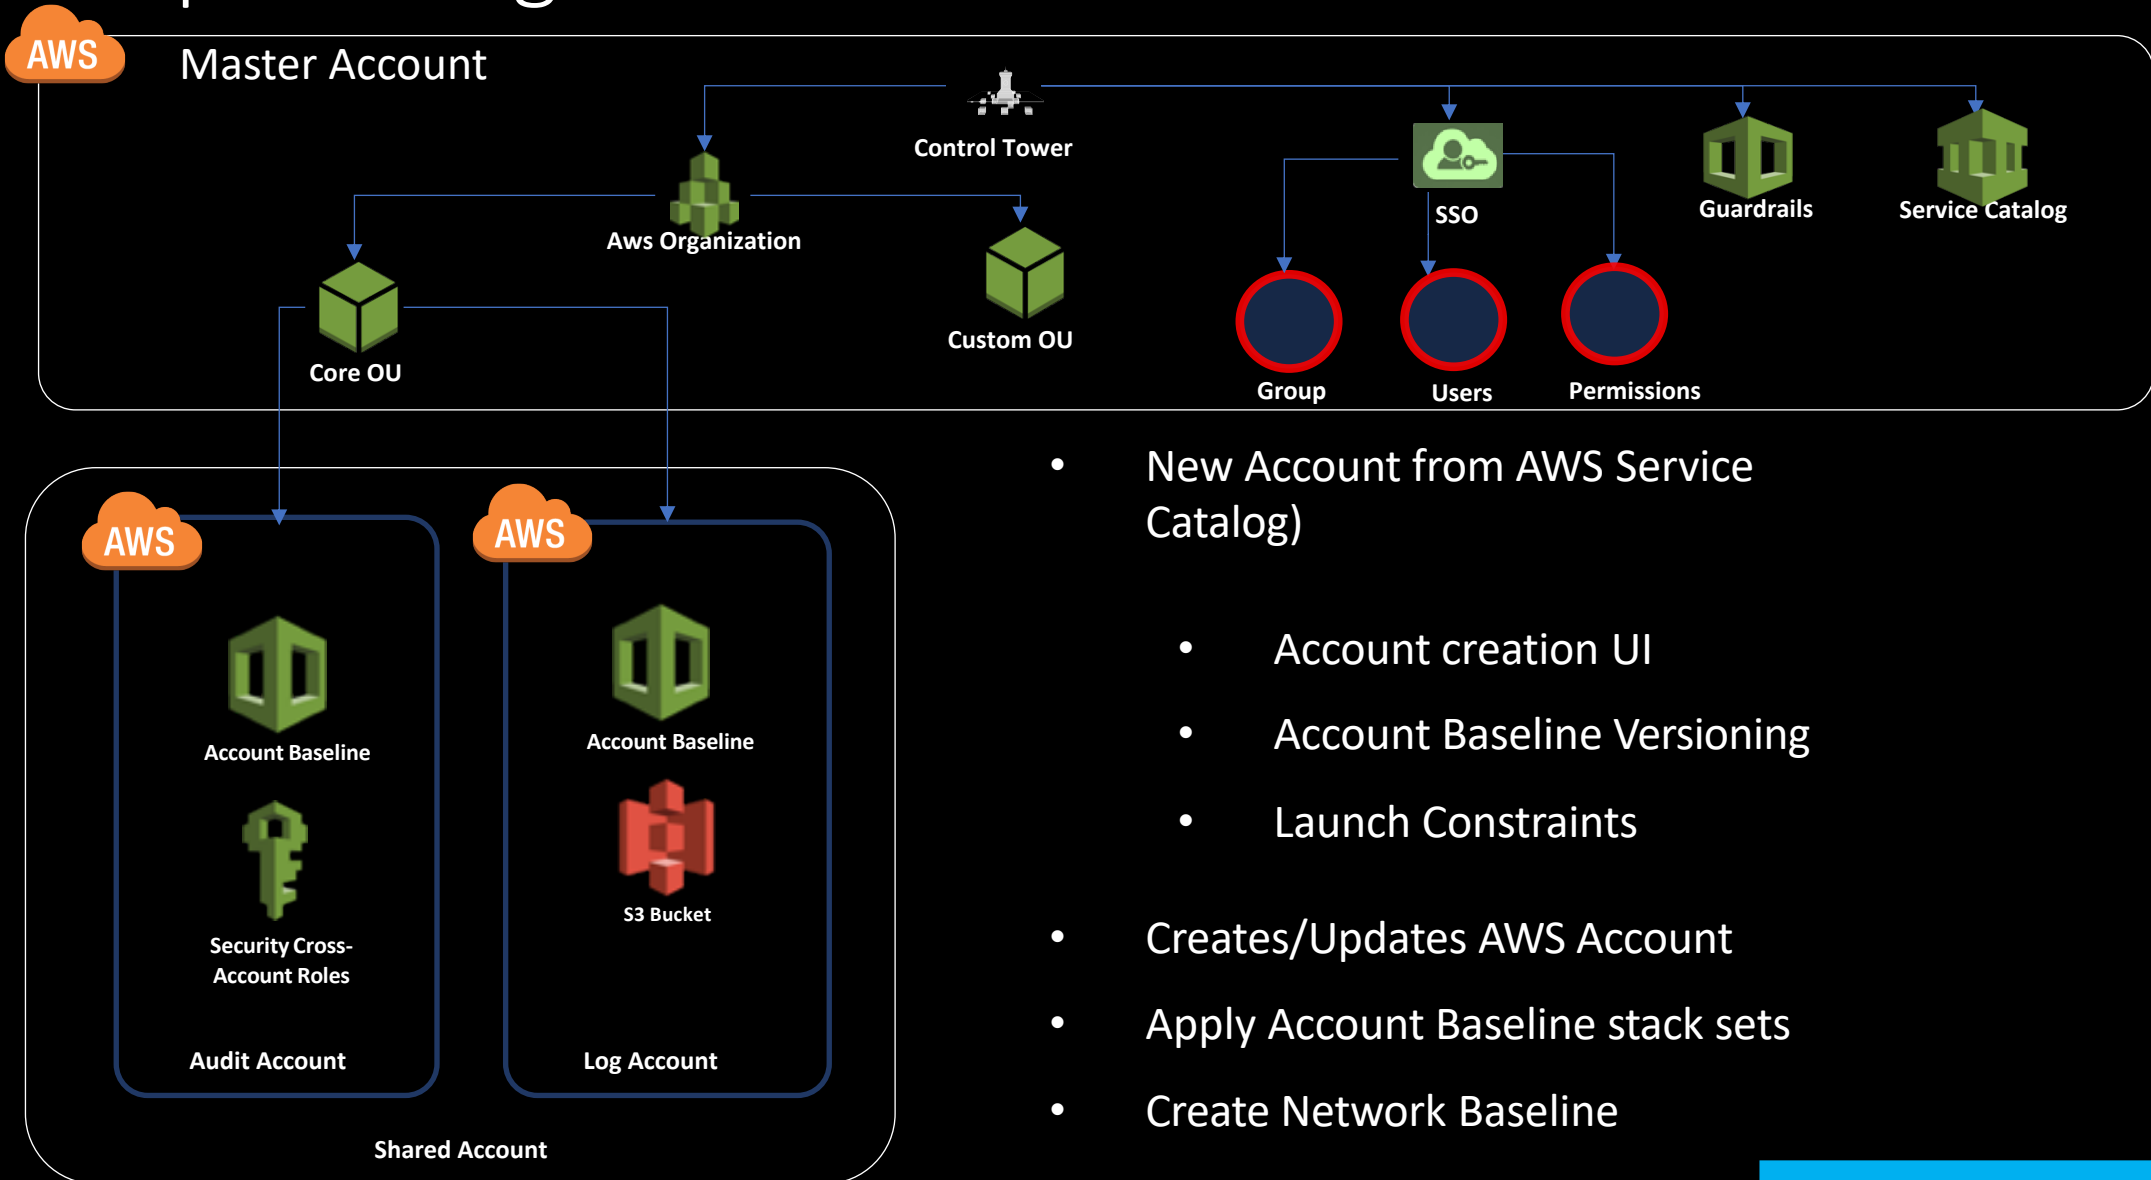 AWS
Master Account
Control Tower
Aws Organization
SSO
Guardrails
Service Catalog
Core OU
Custom OU
Group
Users
Permissions
AWS
AWS
Account Baseline
Account Baseline
Security Cross-
Account Roles
S3 Bucket
Audit Account
Log Account
Shared Account
• New Account from AWS Service
Catalog)
• Account creation UI
• Account Baseline Versioning
• Launch Constraints
• Creates/Updates AWS Account
• Apply Account Baseline stack sets
• Create Network Baseline